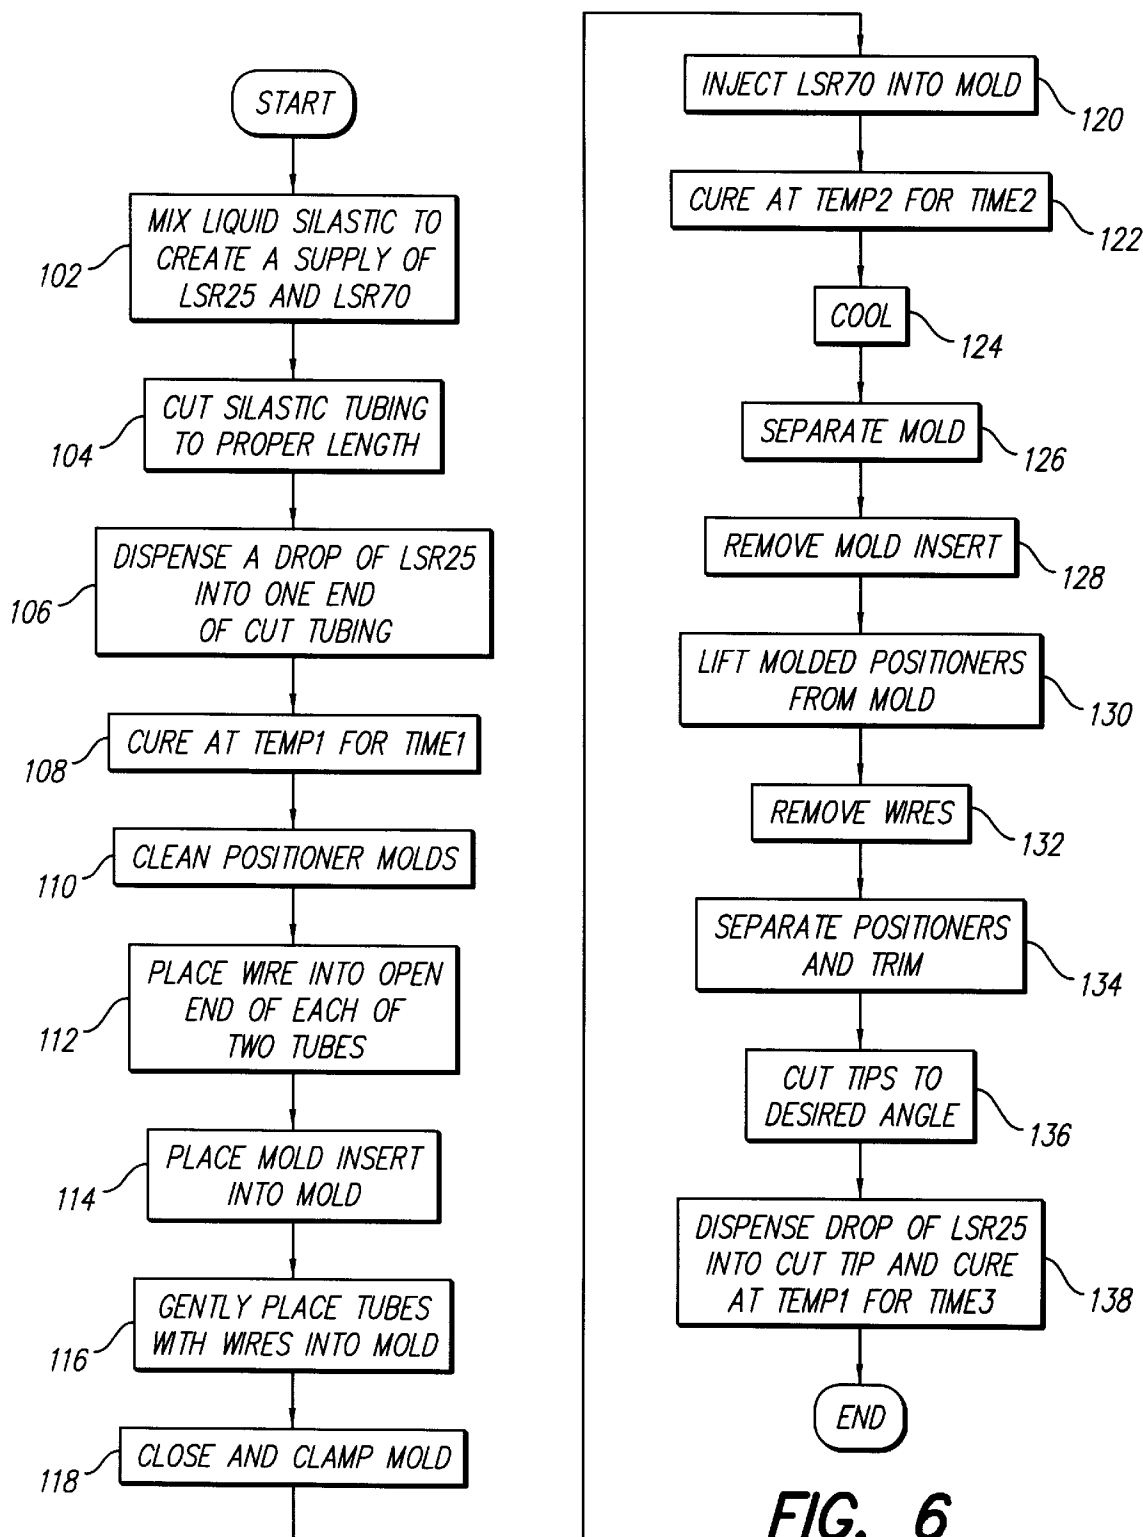 START
MIX LIQUID SILASTIC TO
CREATE A SUPPLY OF
LSR25 AND LSR70
102
CUT SILASTIC TUBING
TO PROPER LENGTH
104
DISPENSE A DROP OF LSR25
INTO ONE END
OF CUT TUBING
106
CURE AT TEMP1 FOR TIME1
108
CLEAN POSITIONER MOLDS
110
PLACE WIRE INTO OPEN
END OF EACH OF
TWO TUBES
112
PLACE MOLD INSERT
INTO MOLD
114
GENTLY PLACE TUBES
WITH WIRES INTO MOLD
116
CLOSE AND CLAMP MOLD
118
INJECT LSR70 INTO MOLD
120
CURE AT TEMP2 FOR TIME2
122
COOL
124
SEPARATE MOLD
126
REMOVE MOLD INSERT
128
LIFT MOLDED POSITIONERS
FROM MOLD
130
REMOVE WIRES
132
SEPARATE POSITIONERS
AND TRIM
134
CUT TIPS TO
DESIRED ANGLE
136
DISPENSE DROP OF LSR25
INTO CUT TIP AND CURE
AT TEMP1 FOR TIME3
138
END
FIG. 6